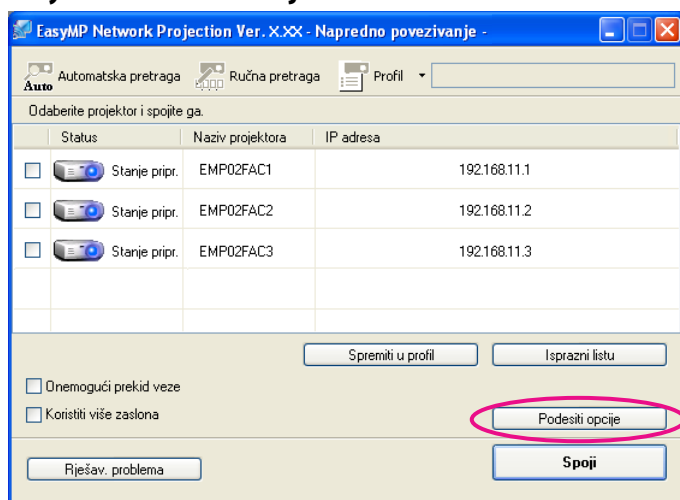 EasyMP Network Projection Ver. X.XX - Napredno povezivanje -
Auto Automatska pretraga Ručna pretraga Profil
Odaberite projektor i spojite ga.
Status Naziv projektora IP adresa
Stanje pripr. EMP02FAC1 192.168.11.1
Stanje pripr. EMP02FAC2 192.168.11.2
Stanje pripr. EMP02FAC3 192.168.11.3
Spremiti u profil Isprazni listu
Onemogući prekid veze
Koristiti više zaslona Podesiti opcije
Rješav. problema Spoji